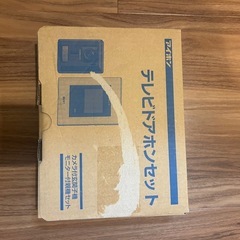 アイホン
テレビドアホンセット
カメラ付玄関子機
モニター付親機セット